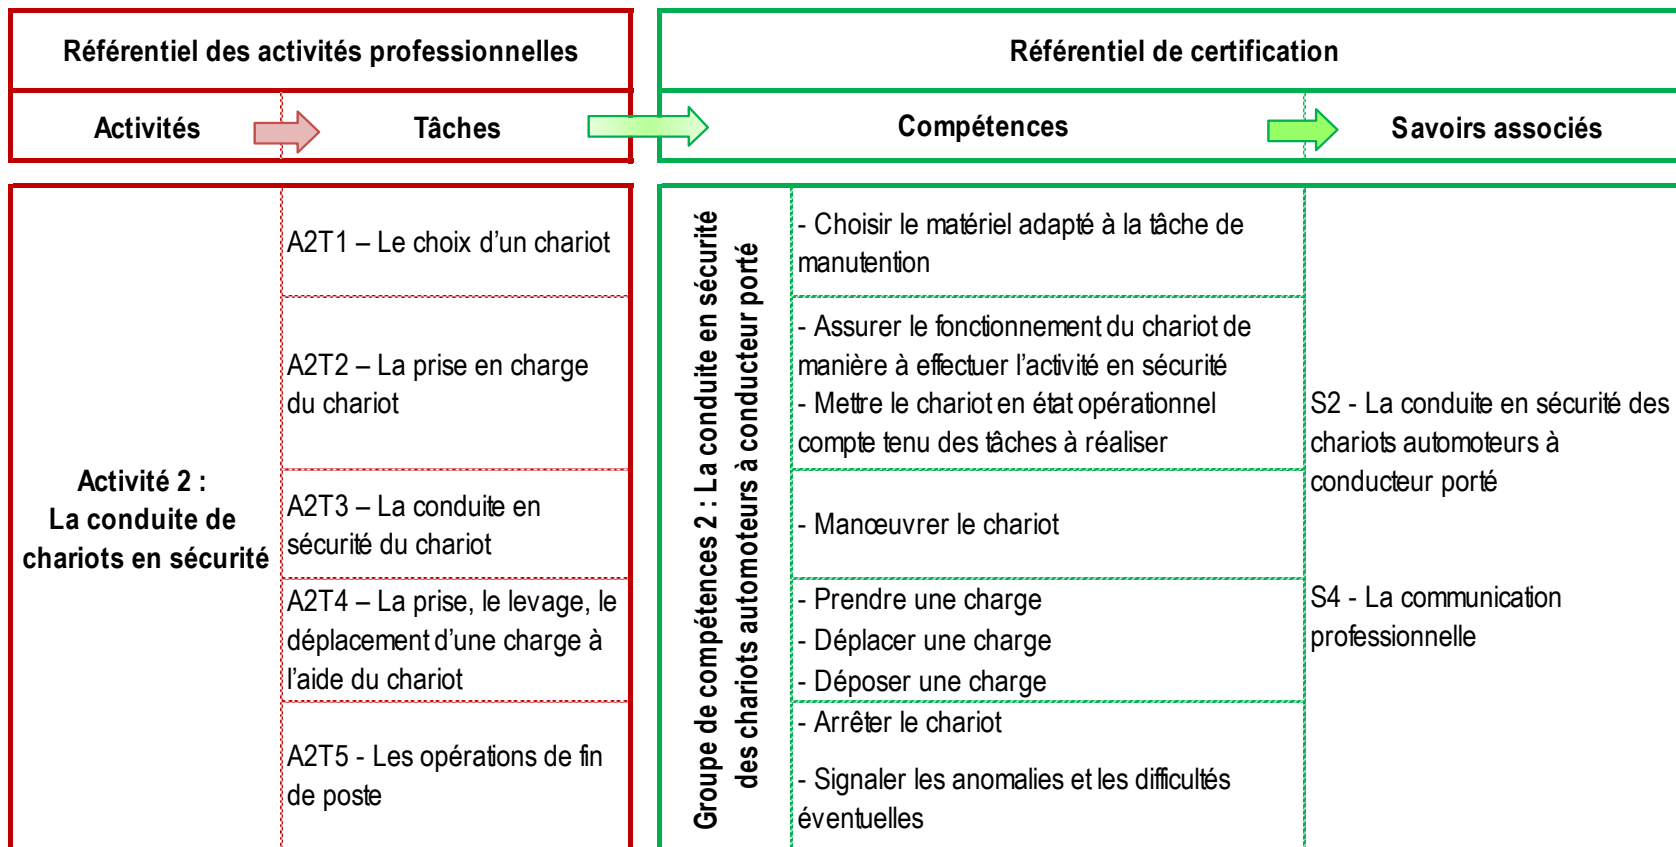 Référentiel des activités professionnelles
Référentiel de certification
Activités
Tâches
Compétences
Savoirs associés
Activité 2 :
La conduite de
chariots en sécurité
A2T1 – Le choix d’un chariot
A2T2 – La prise en charge
du chariot
A2T3 – La conduite en
sécurité du chariot
A2T4 – La prise, le levage, le
déplacement d’une charge à
l’aide du chariot
A2T5 - Les opérations de fin
de poste
Groupe de compétences 2 : La conduite en sécurité
des chariots automoteurs à conducteur porté
- Choisir le matériel adapté à la tâche de
manutention
- Assurer le fonctionnement du chariot de
manière à effectuer l’activité en sécurité
- Mettre le chariot en état opérationnel
compte tenu des tâches à réaliser
- Manœuvrer le chariot
- Prendre une charge
- Déplacer une charge
- Déposer une charge
- Arrêter le chariot
- Signaler les anomalies et les difficultés
éventuelles
S2 - La conduite en sécurité des
chariots automoteurs à
conducteur porté
S4 - La communication
professionnelle